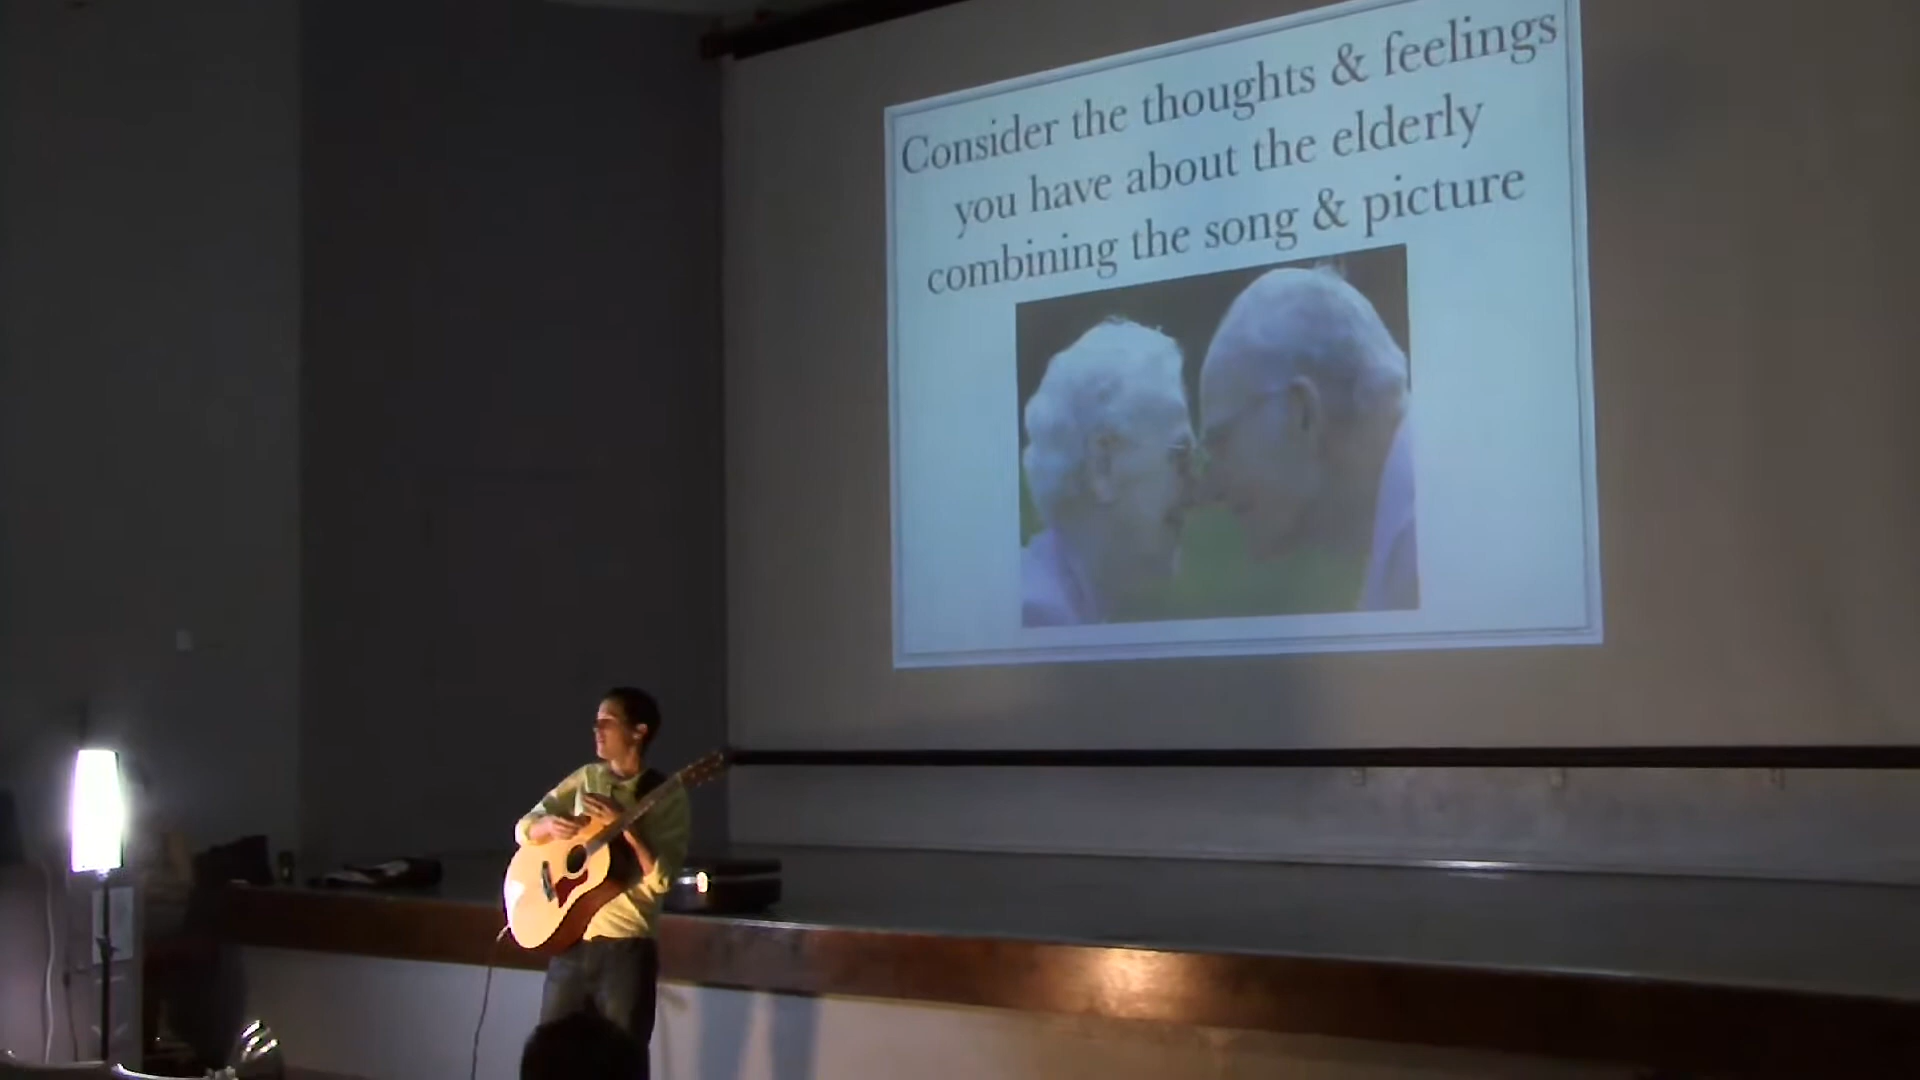 Consider the thoughts & feelings
you have about the elderly
combining the song & picture